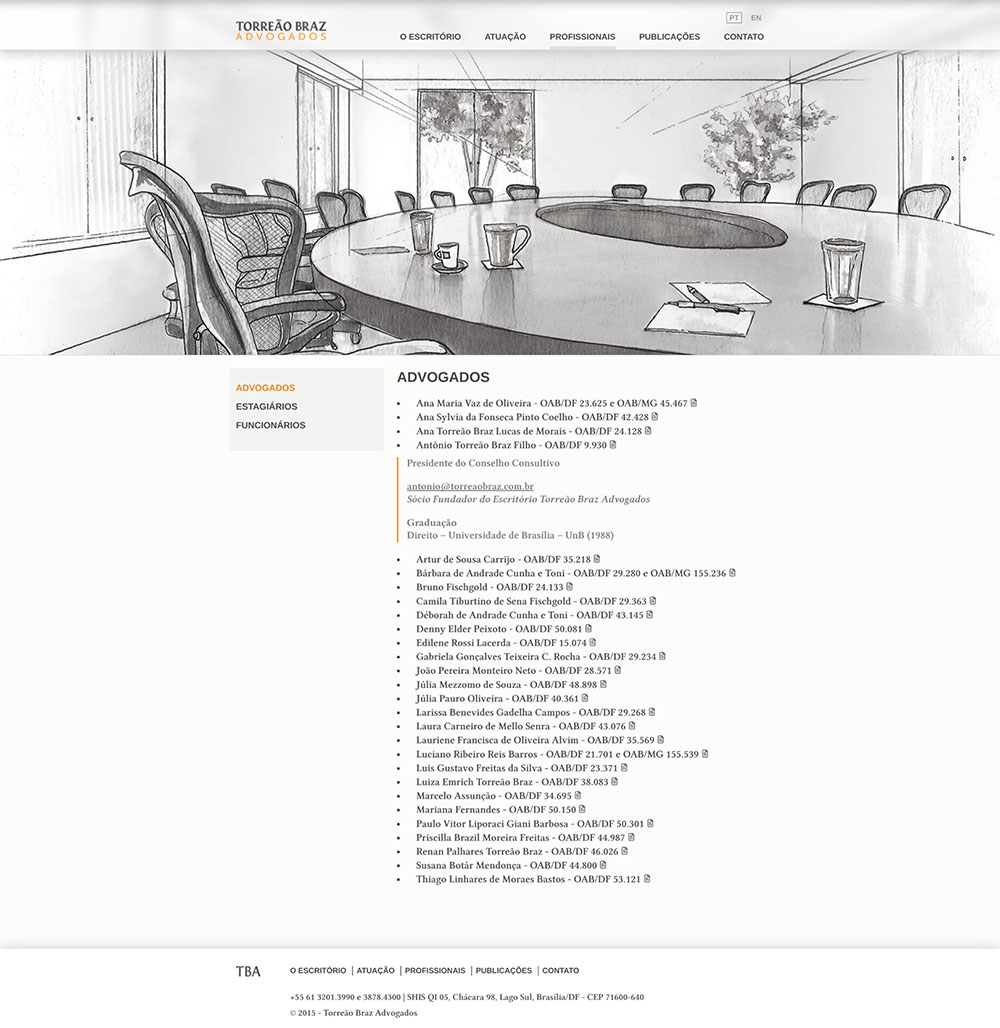 PT EN
TORREÃO BRAZ
ADVOGADOS
O ESCRITÓRIO ATUAÇÃO PROFISSIONAIS PUBLICAÇÕES CONTATO
ADVOGADOS
ESTAGIÁRIOS
FUNCIONÁRIOS
ADVOGADOS
• Ana Maria Vaz de Oliveira - OAB/DF 23.625 e OAB/MG 45.467
• Ana Sylvia da Fonseca Pinto Coelho - OAB/DF 42.428
• Ana Torreão Braz Lucas de Morais - OAB/DF 24.128
• Antônio Torreão Braz Filho - OAB/DF 9.930
Presidente do Conselho Consultivo
antonio@torreaobraz.com.br
Sócio Fundador do Escritório Torreão Braz Advogados
Graduação
Direito – Universidade de Brasília – UnB (1988)
• Artur de Sousa Carrijo - OAB/DF 35.218
• Bárbara de Andrade Cunha e Toni - OAB/DF 29.280 e OAB/MG 155.236
• Bruno Fischgold - OAB/DF 24.133
• Camila Tiburtino de Sena Fischgold - OAB/DF 29.363
• Déborah de Andrade Cunha e Toni - OAB/DF 43.145
• Denny Elder Peixoto - OAB/DF 50.081
• Edilene Rossi Lacerda - OAB/DF 15.074
• Gabriela Gonçalves Teixeira C. Rocha - OAB/DF 29.234
• João Pereira Monteiro Neto - OAB/DF 28.571
• Júlia Mezzomo de Souza - OAB/DF 48.898
• Júlia Pauro Oliveira - OAB/DF 40.361
• Larissa Benevides Gadelha Campos - OAB/DF 29.268
• Laura Carneiro de Mello Senra - OAB/DF 43.076
• Lauriene Francisca de Oliveira Alvim - OAB/DF 35.569
• Luciano Ribeiro Reis Barros - OAB/DF 21.701 e OAB/MG 155.539
• Luis Gustavo Freitas da Silva - OAB/DF 23.371
• Luiza Emrich Torreão Braz - OAB/DF 38.083
• Marcelo Assunção - OAB/DF 34.695
• Mariana Fernandes - OAB/DF 50.150
• Paulo Vitor Liporaci Giani Barbosa - OAB/DF 50.301
• Priscilla Brazil Moreira Freitas - OAB/DF 44.987
• Renan Palhares Torreão Braz - OAB/DF 46.026
• Susana Botár Mendonça - OAB/DF 44.800
• Thiago Linhares de Moraes Bastos - OAB/DF 53.121
TBA O ESCRITÓRIO | ATUAÇÃO | PROFISSIONAIS | PUBLICAÇÕES | CONTATO
+55 61 3201.3990 e 3878.4300 | SHIS QI 05, Chácara 98, Lago Sul, Brasília/DF - CEP 71600-640
© 2015 - Torreão Braz Advogados